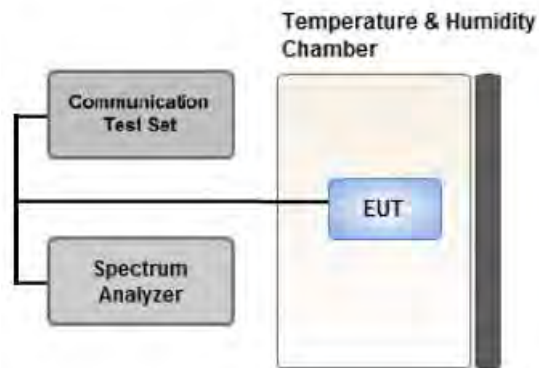 Temperature & Humidity
Chamber
Communication
Test Set
EUT
Spectrum
Analyzer